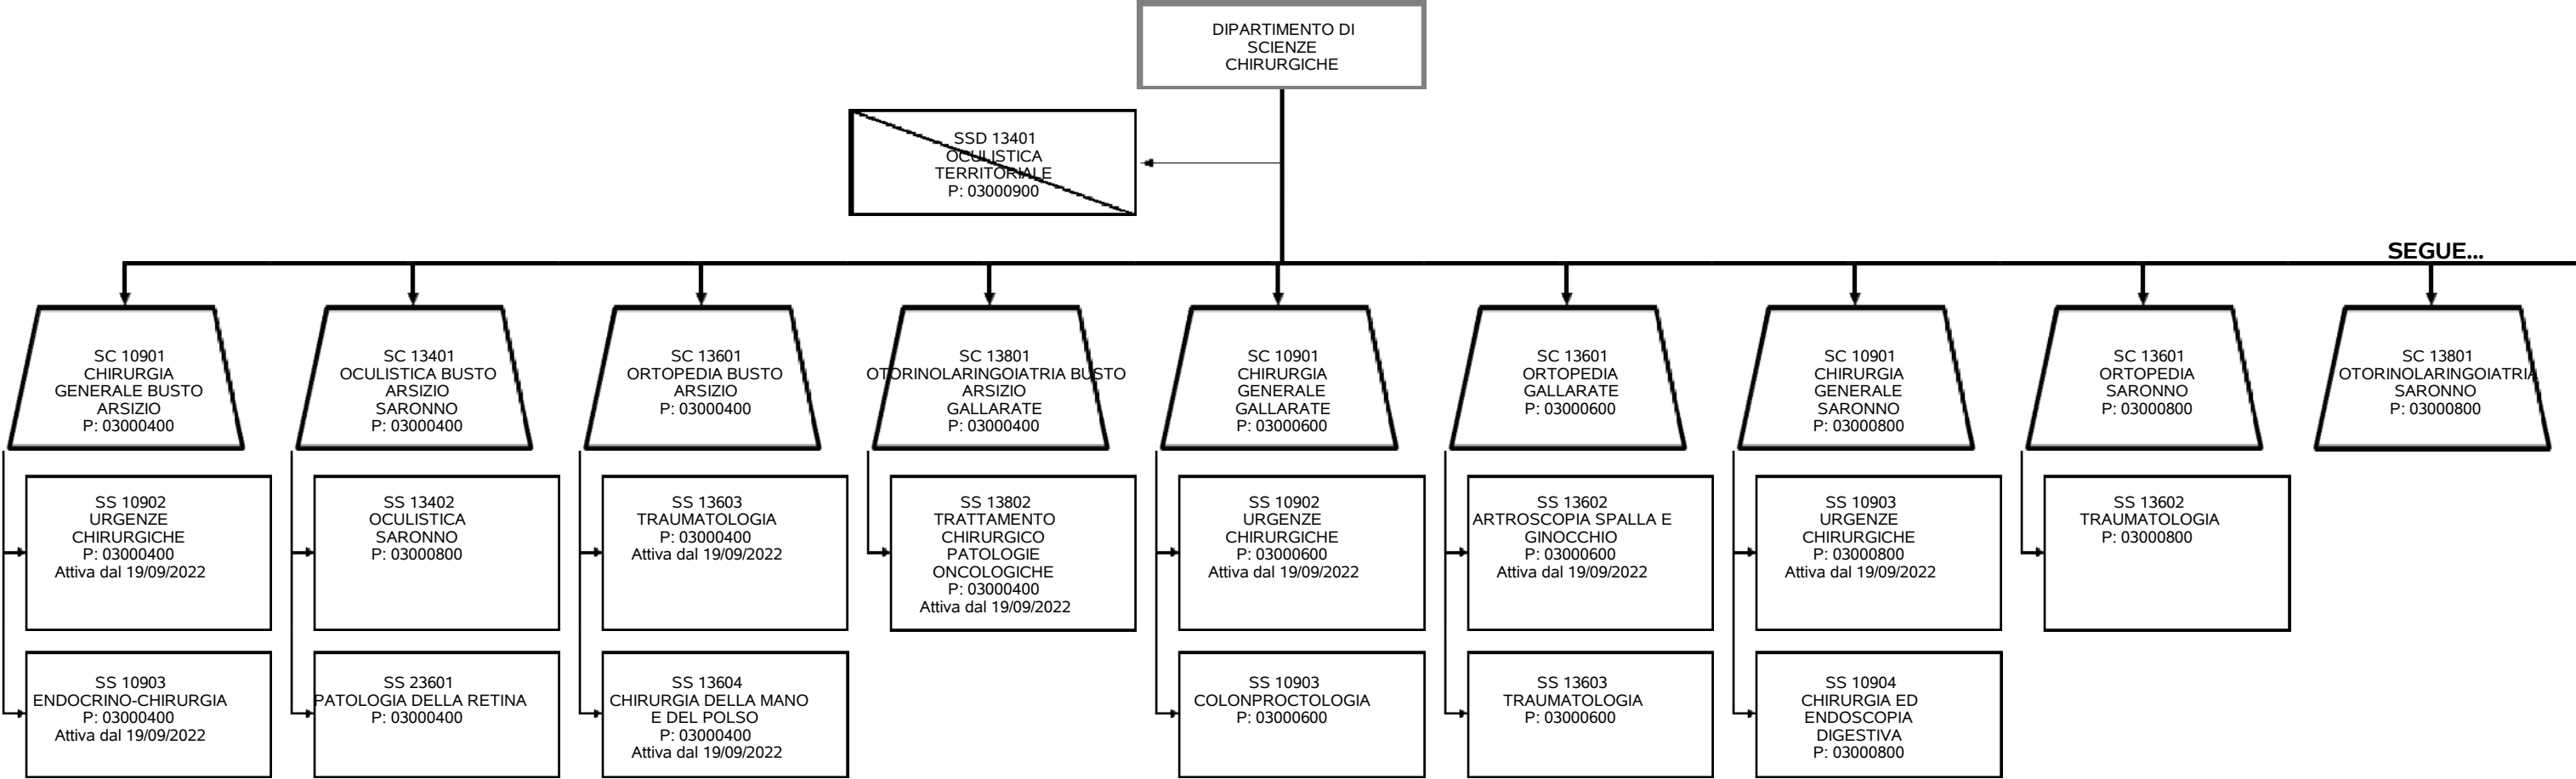 DIPARTIMENTO DI
SCIENZE
CHIRURGICHE
SSD 13401
OCULISTICA
TERRITORIALE
P: 03000900
SEGUE...
SC 10901
CHIRURGIA
GENERALE BUSTO
ARSIZIO
P: 03000400
SC 13401
OCULISTICA BUSTO
ARSIZIO
SARONNO
P: 03000400
SC 13601
ORTOPEDIA BUSTO
ARSIZIO
P: 03000400
SC 13801
OTORINOLARINGOIATRIA BUSTO
ARSIZIO
GALLARATE
P: 03000400
SC 10901
CHIRURGIA
GENERALE
GALLARATE
P: 03000600
SC 13601
ORTOPEDIA
GALLARATE
P: 03000600
SC 10901
CHIRURGIA
GENERALE
SARONNO
P: 03000800
SC 13601
ORTOPEDIA
SARONNO
P: 03000800
SC 13801
OTORINOLARINGOIATRIA
SARONNO
P: 03000800
SS 10902
URGENZE
CHIRURGICHE
P: 03000400
Attiva dal 19/09/2022
SS 13402
OCULISTICA
SARONNO
P: 03000800
SS 13603
TRAUMATOLOGIA
P: 03000400
Attiva dal 19/09/2022
SS 13802
TRATTAMENTO
CHIRURGICO
PATOLOGIE
ONCOLOGICHE
P: 03000400
Attiva dal 19/09/2022
SS 10902
URGENZE
CHIRURGICHE
P: 03000600
Attiva dal 19/09/2022
SS 13602
ARTROSCOPIA SPALLA E
GINOCCHIO
P: 03000600
Attiva dal 19/09/2022
SS 10903
URGENZE
CHIRURGICHE
P: 03000800
Attiva dal 19/09/2022
SS 13602
TRAUMATOLOGIA
P: 03000800
SS 10903
ENDOCRINO-CHIRURGIA
P: 03000400
Attiva dal 19/09/2022
SS 23601
PATOLOGIA DELLA RETINA
P: 03000400
SS 13604
CHIRURGIA DELLA MANO
E DEL POLSO
P: 03000400
Attiva dal 19/09/2022
SS 10903
COLONPROCTOLOGIA
P: 03000600
SS 13603
TRAUMATOLOGIA
P: 03000600
SS 10904
CHIRURGIA ED
ENDOSCOPIA
DIGESTIVA
P: 03000800